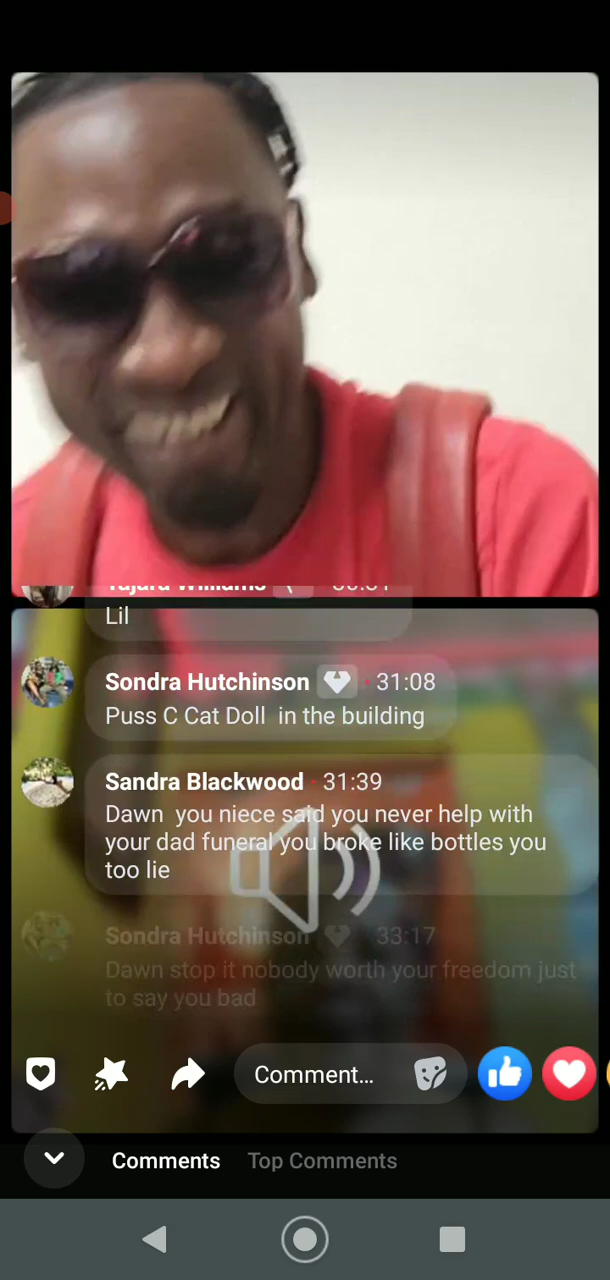 Tajara Williams
Lil
Sondra Hutchinson · 31:08
Puss C Cat Doll in the building
Sandra Blackwood · 31:39
Dawn you niece said you never help with
your dad funeral you broke like bottles you
too lie
Sondra Hutchinson 33:17
Dawn stop it nobody worth your freedom just
to say you bad
Comment...
Comments Top Comments